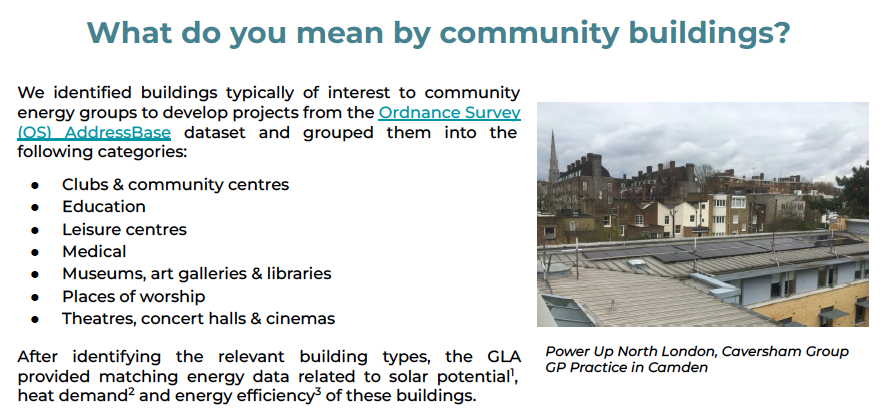 What do you mean by community buildings?
We identified buildings typically of interest to community
energy groups to develop projects from the Ordnance Survey
(OS) AddressBase dataset and grouped them into the
following categories:
● Clubs & community centres
● Education
● Leisure centres
● Medical
● Museums, art galleries & libraries
● Places of worship
● Theatres, concert halls & cinemas
After identifying the relevant building types, the GLA
provided matching energy data related to solar potential¹,
heat demand² and energy efficiency³ of these buildings.
Power Up North London, Caversham Group
GP Practice in Camden